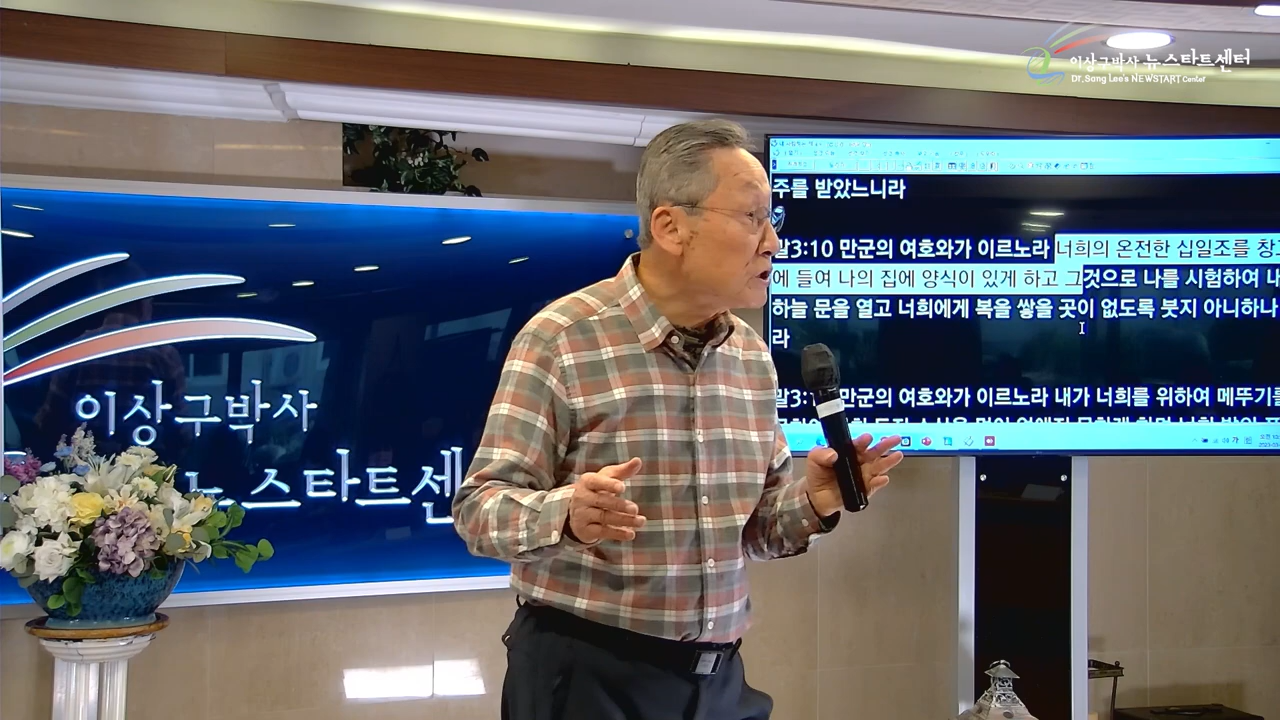 이상구박사 뉴스타트센터
Dr.Sang Lee's NEWSTART Center
주를 받았느니라
말3:10 만군의 여호와가 이르노라 너희의 온전한 십일조를 창고
에 들여 나의 집에 양식이 있게 하고 그것으로 나를 시험하여 내
하늘 문을 열고 너희에게 복을 쌓을 곳이 없도록 붓지 아니하나
라
만군의 여호와가 이르노라 내가 너희를 위하여 메뚜기를
이상구박사
뉴스타트센